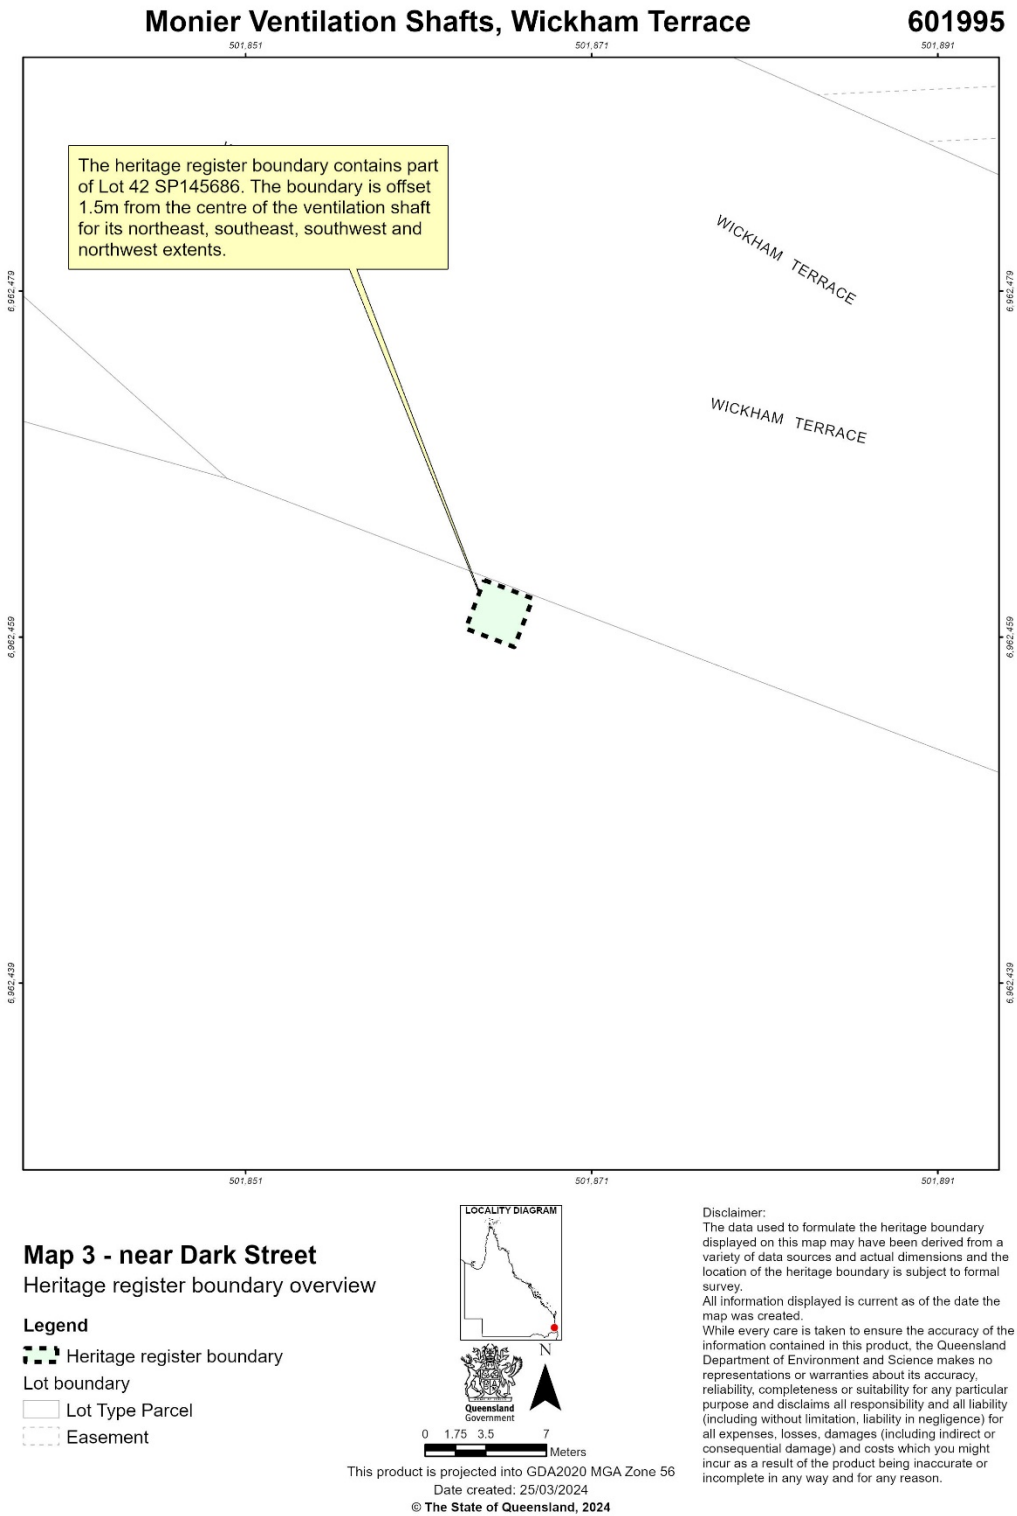 Monier Ventilation Shafts, Wickham Terrace 601995
501,851 501,871 501,891
The heritage register boundary contains part
of Lot 42 SP145686. The boundary is offset
1.5m from the centre of the ventilation shaft
for its northeast, southeast, southwest and
northwest extents.
WICKHAM TERRACE
6,962,479 6,962,479
WICKHAM TERRACE
6,962,459 6,962,459
6,962,439 6,962,439
501,851 501,871 501,891
Map 3 - near Dark Street
Heritage register boundary overview
Legend
Heritage register boundary
Lot boundary
Lot Type Parcel
Easement
LOCALITY DIAGRAM
N
Queensland
Government
0 1.75 3.5 7
Meters
This product is projected into GDA2020 MGA Zone 56
Date created: 25/03/2024
© The State of Queensland, 2024
Disclaimer:
The data used to formulate the heritage boundary
displayed on this map may have been derived from a
variety of data sources and actual dimensions and the
location of the heritage boundary is subject to formal
survey.
All information displayed is current as of the date the
map was created.
While every care is taken to ensure the accuracy of the
information contained in this product, the Queensland
Department of Environment and Science makes no
representations or warranties about its accuracy,
reliability, completeness or suitability for any particular
purpose and disclaims all responsibility and all liability
(including without limitation, liability in negligence) for
all expenses, losses, damages (including indirect or
consequential damage) and costs which you might
incur as a result of the product being inaccurate or
incomplete in any way and for any reason.